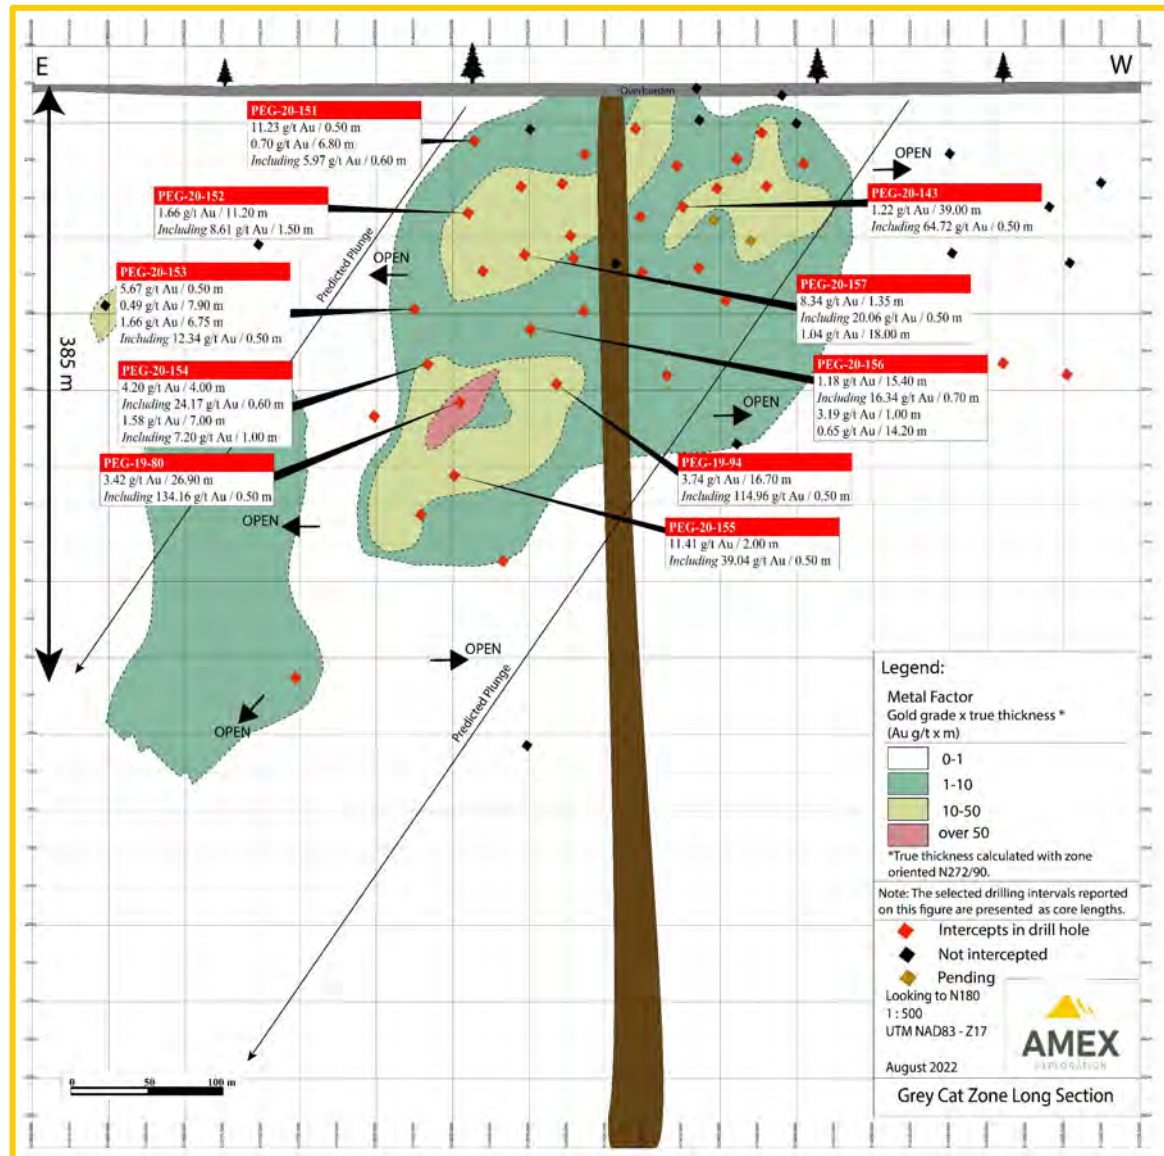 E
W
Overburden
PEG-20-151
11.23 g/t Au / 0.50 m
0.70 g/t Au / 6.80 m
Including 5.97 g/t Au / 0.60 m
OPEN
PEG-20-152
1.66 g/t Au / 11.20 m
Including 8.61 g/t Au / 1.50 m
PEG-20-143
1.22 g/t Au / 39.00 m
Including 64.72 g/t Au / 0.50 m
Predicted Plunge
OPEN
PEG-20-153
5.67 g/t Au / 0.50 m
0.49 g/t Au / 7.90 m
1.66 g/t Au / 6.75 m
Including 12.34 g/t Au / 0.50 m
PEG-20-157
8.34 g/t Au / 1.35 m
Including 20.06 g/t Au / 0.50 m
1.04 g/t Au / 18.00 m
385 m
PEG-20-154
4.20 g/t Au / 4.00 m
Including 24.17 g/t Au / 0.60 m
1.58 g/t Au / 7.00 m
Including 7.20 g/t Au / 1.00 m
PEG-20-156
1.18 g/t Au / 15.40 m
Including 16.34 g/t Au / 0.70 m
3.19 g/t Au / 1.00 m
0.65 g/t Au / 14.20 m
OPEN
PEG-19-80
3.42 g/t Au / 26.90 m
Including 134.16 g/t Au / 0.50 m
PEG-19-94
3.74 g/t Au / 16.70 m
Including 114.96 g/t Au / 0.50 m
OPEN
PEG-20-155
11.41 g/t Au / 2.00 m
Including 39.04 g/t Au / 0.50 m
OPEN
Predicted Plunge
OPEN
Legend:
Metal Factor
Gold grade x true thickness *
(Au g/t x m)
0-1
1-10
10-50
over 50
*True thickness calculated with zone
oriented N272/90.
Note: The selected drilling intervals reported
on this figure are presented as core lengths.
Intercepts in drill hole
Not intercepted
Pending
Looking to N180
1 : 500
UTM NAD83 - Z17
August 2022
AMEX
EXPLORATION
Grey Cat Zone Long Section
0 50 100 m